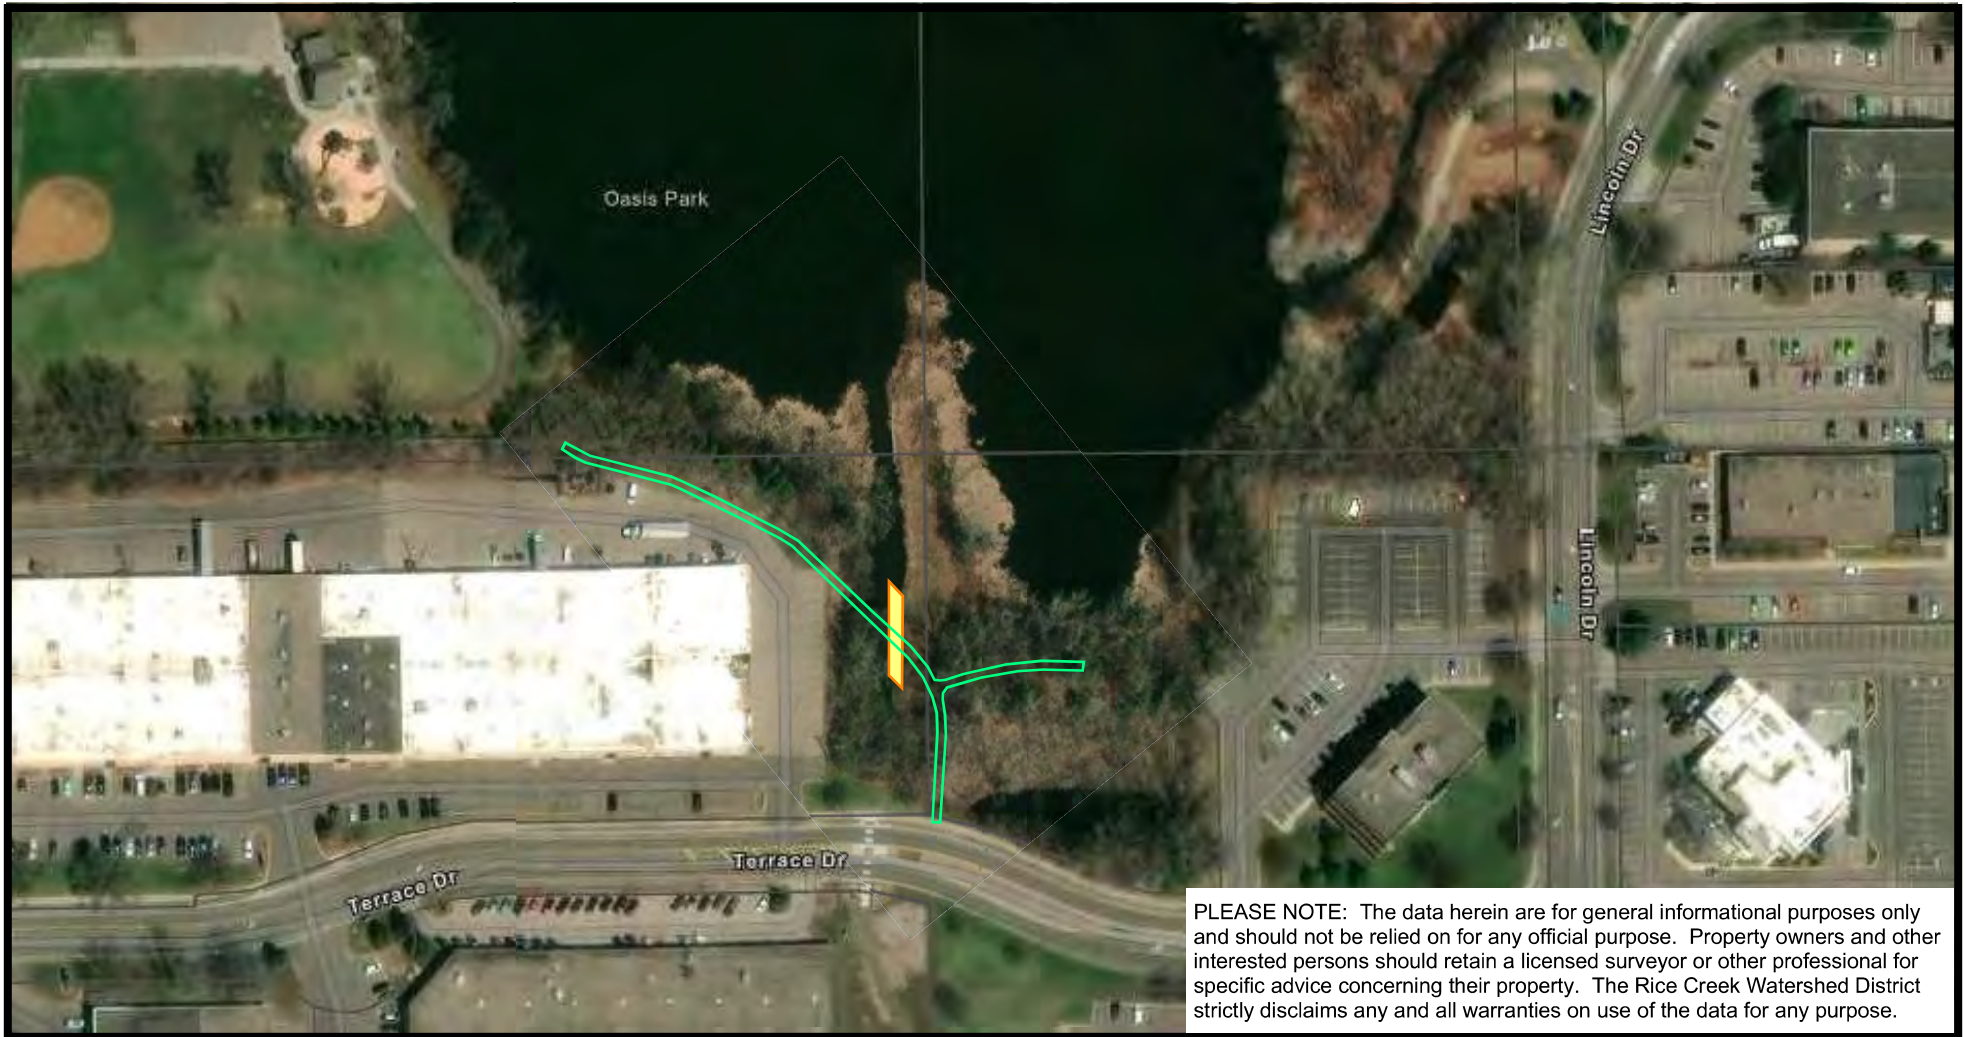 Oasis Park
Lincoln Dr
Lincoln Dr
Terrace Dr
Terrace Dr
PLEASE NOTE:  The data herein are for general informational purposes only
and should not be relied on for any official purpose.  Property owners and other
interested persons should retain a licensed surveyor or other professional for
specific advice concerning their property.  The Rice Creek Watershed District
strictly disclaims any and all warranties on use of the data for any purpose.